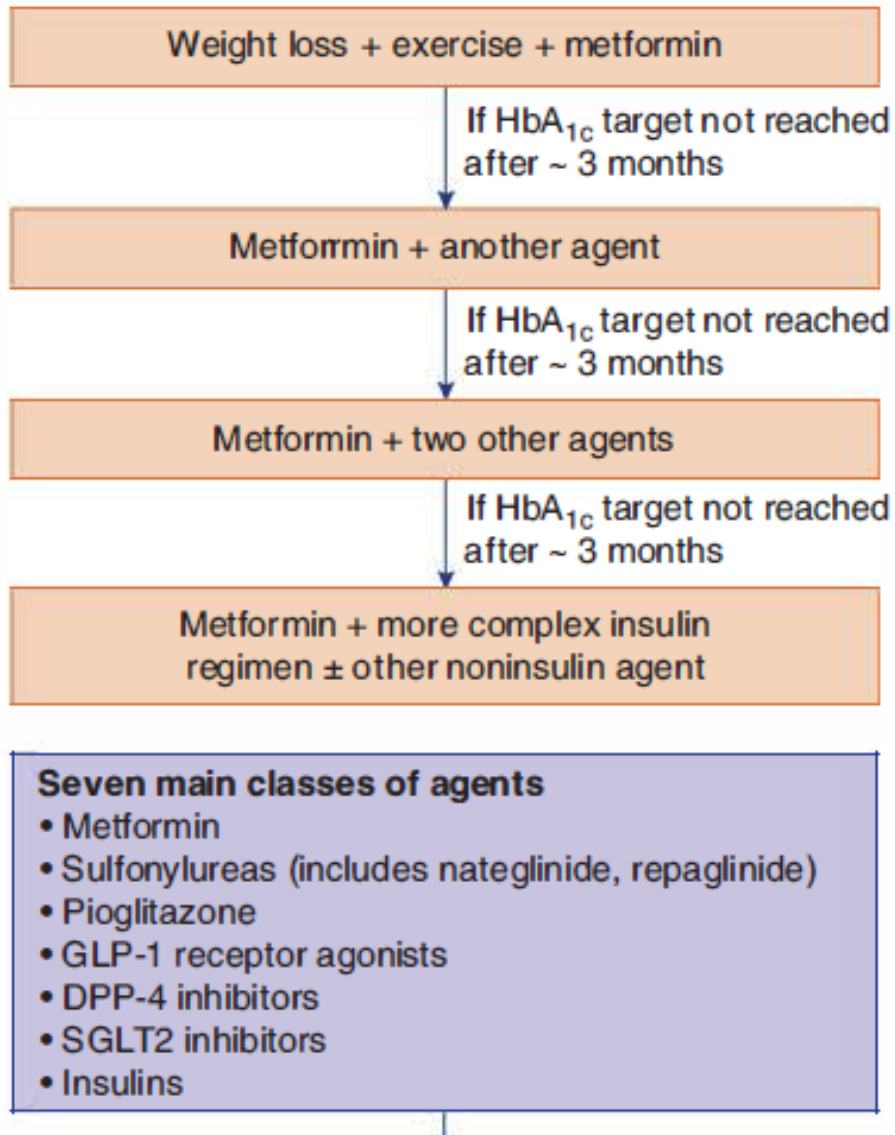 Weight loss + exercise + metformin
If HbA1c target not reached
after ~ 3 months
Metforrmin + another agent
If HbA1c target not reached
after ~ 3 months
Metformin + two other agents
If HbA1c target not reached
after ~ 3 months
Metformin + more complex insulin
regimen ± other noninsulin agent
Seven main classes of agents
• Metformin
• Sulfonylureas (includes nateglinide, repaglinide)
• Pioglitazone
• GLP-1 receptor agonists
• DPP-4 inhibitors
• SGLT2 inhibitors
• Insulins